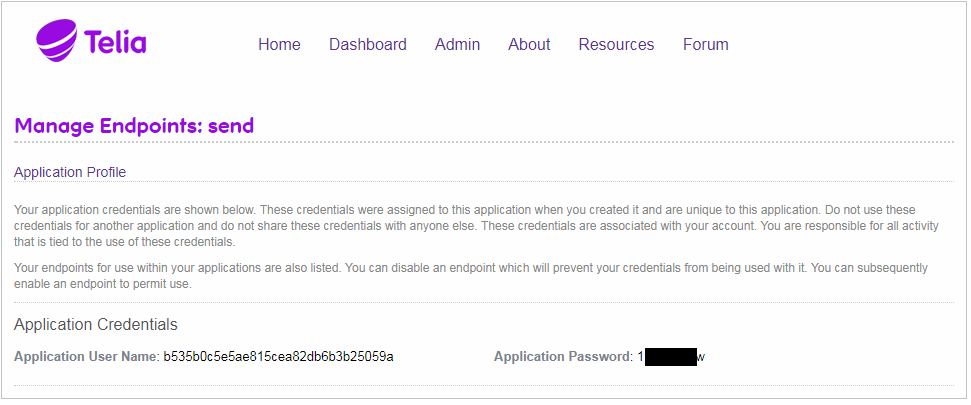 Telia
Home Dashboard Admin About Resources Forum
Manage Endpoints: send
Application Profile
Your application credentials are shown below. These credentials were assigned to this application when you created it and are unique to this application. Do not use these
credentials for another application and do not share these credentials with anyone else. These credentials are associated with your account. You are responsible for all activity
that is tied to the use of these credentials.
Your endpoints for use within your applications are also listed. You can disable an endpoint which will prevent your credentials from being used with it. You can subsequently
enable an endpoint to permit use.
Application Credentials
Application User Name: b535b0c5e5ae815cea82db6b3b25059a Application Password: 1 w